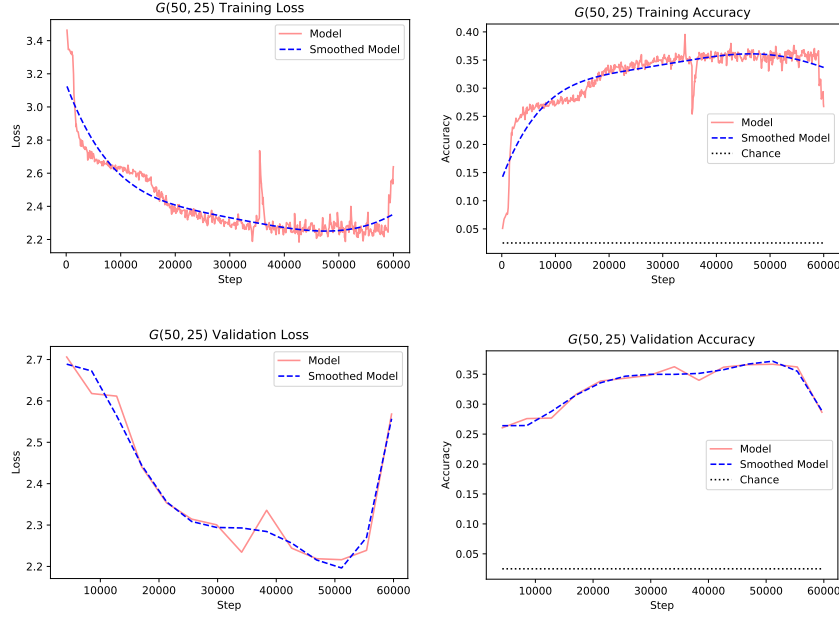 G(50, 25) Training Loss
3.4
3.2
3.0
2.8
2.6
2.4
2.2
Loss
0
10000
20000
30000
40000
50000
60000
Step
Model
Smoothed Model
G(50, 25) Training Accuracy
0.40
0.35
0.30
0.25
0.20
0.15
0.10
0.05
Accuracy
0
10000
20000
30000
40000
50000
60000
Step
Model
Smoothed Model
Chance
G(50, 25) Validation Loss
2.7
2.6
2.5
2.4
2.3
2.2
Loss
10000
20000
30000
40000
50000
60000
Step
Model
Smoothed Model
G(50, 25) Validation Accuracy
0.35
0.30
0.25
0.20
0.15
0.10
0.05
Accuracy
10000
20000
30000
40000
50000
60000
Step
Model
Smoothed Model
Chance